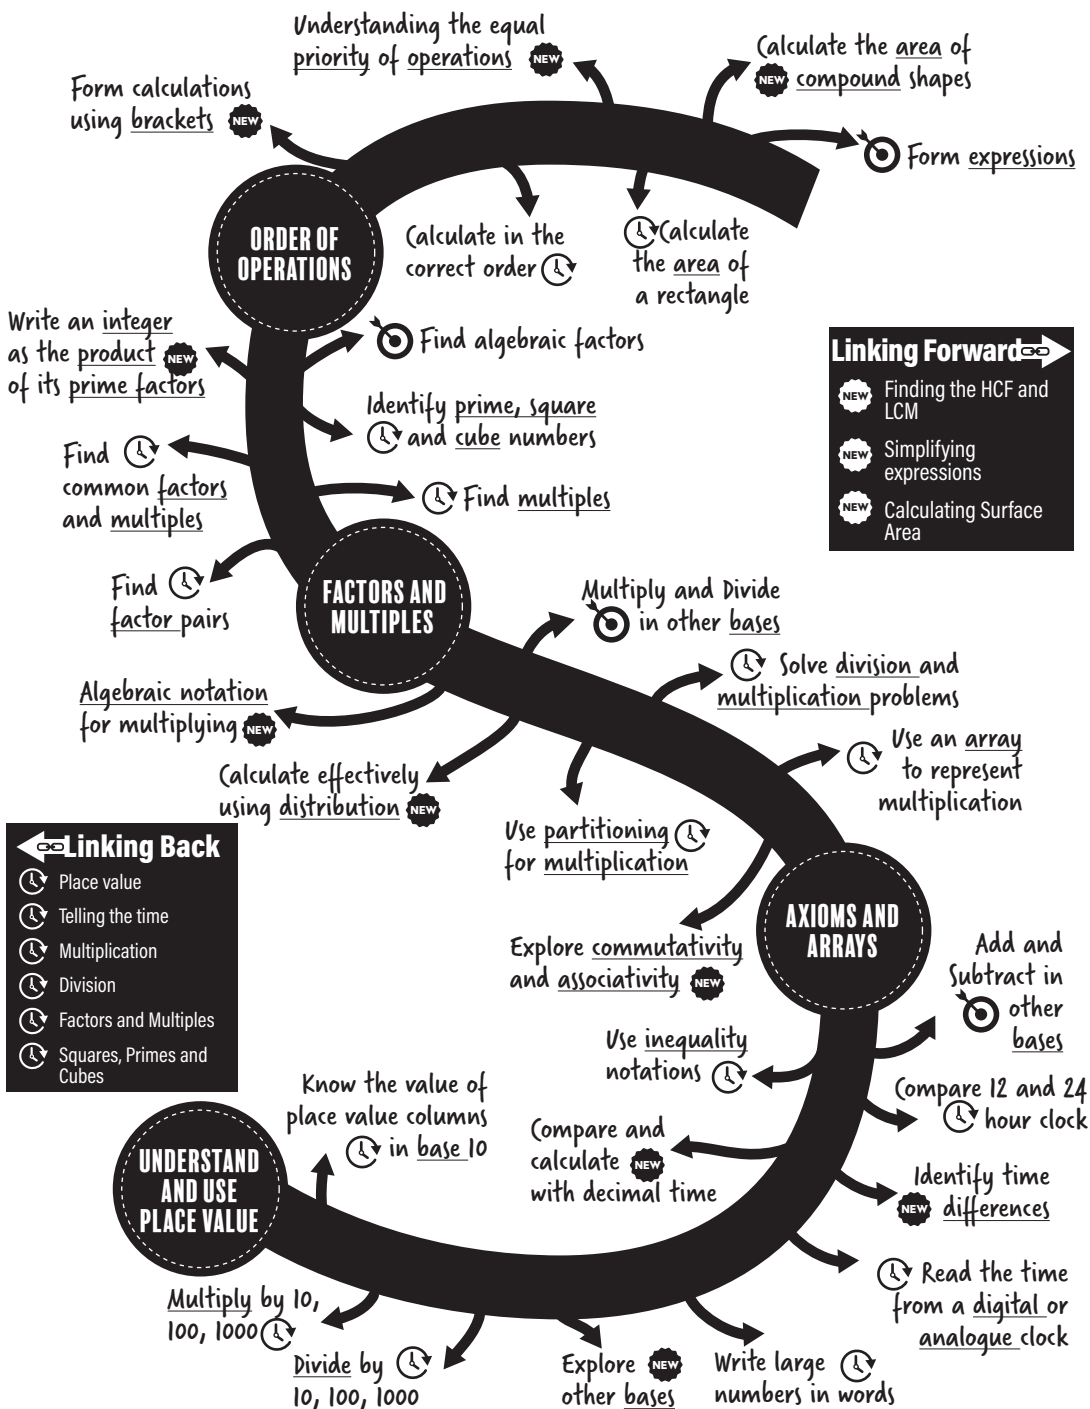 Understanding the equal
priority of operations NEW
Calculate the area of
NEW compound shapes
Form calculations
using brackets NEW
Form expressions
ORDER OF
OPERATIONS
Calculate in the
correct order
Calculate
the area of
a rectangle
Write an integer
as the product NEW
of its prime factors
Find algebraic factors
Identify prime, square
and cube numbers
Find
common factors
and multiples
Find multiples
Linking Forward
NEW Finding the HCF and
LCM
NEW Simplifying
expressions
NEW Calculating Surface
Area
Find
factor pairs
FACTORS AND
MULTIPLES
Multiply and Divide
in other bases
Solve division and
multiplication problems
Algebraic notation
for multiplying NEW
Use an array
to represent
multiplication
Calculate effectively
using distribution NEW
Use partitioning
for multiplication
Linking Back
Place value
Telling the time
Multiplication
Division
Factors and Multiples
Squares, Primes and
Cubes
AXIOMS AND
ARRAYS
Explore commutativity
and associativity NEW
Add and
Subtract in
other
bases
Use inequality
notations
Compare 12 and 24
hour clock
Know the value of
place value columns
in base 10
Compare and
calculate NEW
with decimal time
UNDERSTAND
AND USE
PLACE VALUE
Identify time
NEW differences
Read the time
from a digital or
analogue clock
Multiply by 10,
100, 1000
Divide by
10, 100, 1000
Explore NEW
other bases
Write large
numbers in words